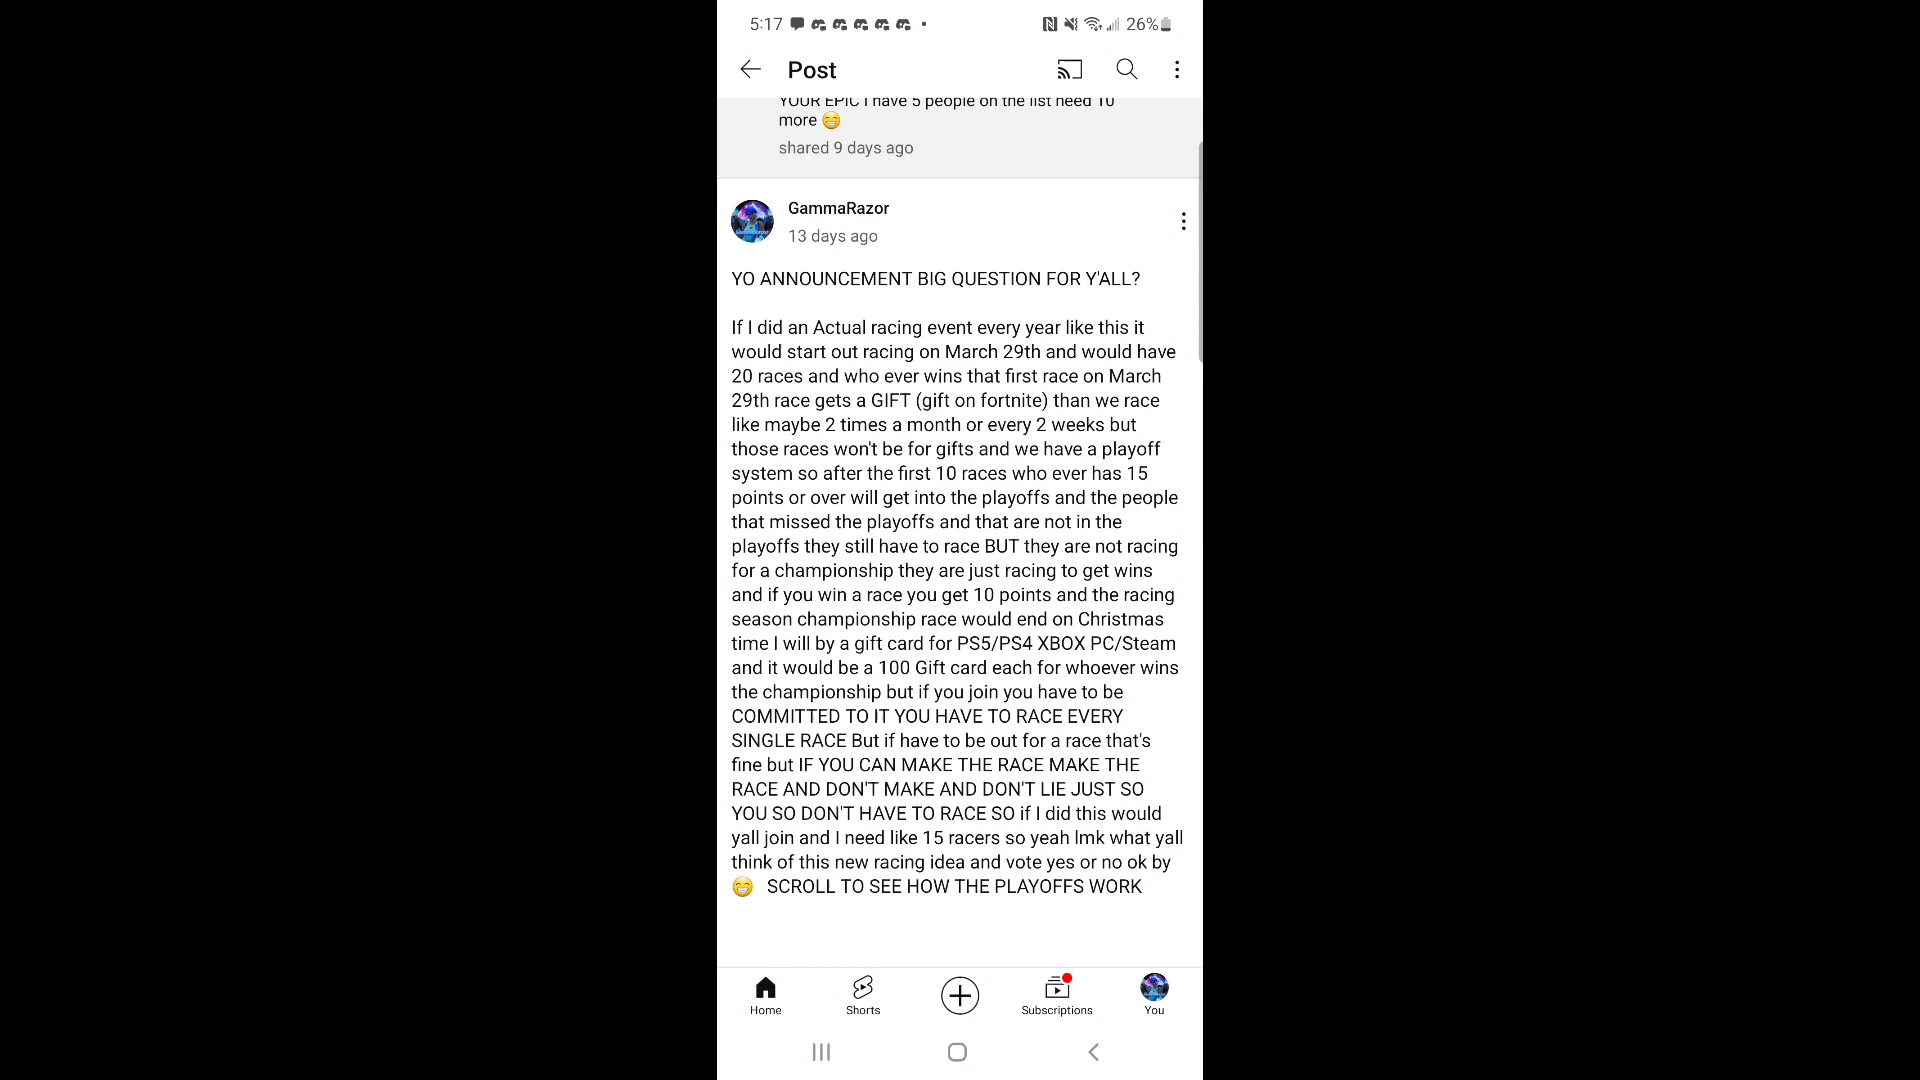 5:17
26%
Post
YOUR EPIC I have 5 people on the list need 10
more 😁
shared 9 days ago
GammaRazor
13 days ago
YO ANNOUNCEMENT BIG QUESTION FOR Y'ALL?
If I did an Actual racing event every year like this it
would start out racing on March 29th and would have
20 races and who ever wins that first race on March
29th race gets a GIFT (gift on fortnite) than we race
like maybe 2 times a month or every 2 weeks but
those races won't be for gifts and we have a playoff
system so after the first 10 races who ever has 15
points or over will get into the playoffs and the people
that missed the playoffs and that are not in the
playoffs they still have to race BUT they are not racing
for a championship they are just racing to get wins
and if you win a race you get 10 points and the racing
season championship race would end on Christmas
time I will by a gift card for PS5/PS4 XBOX PC/Steam
and it would be a 100 Gift card each for whoever wins
the championship but if you join you have to be
COMMITTED TO IT YOU HAVE TO RACE EVERY
SINGLE RACE But if have to be out for a race that's
fine but IF YOU CAN MAKE THE RACE MAKE THE
RACE AND DON'T MAKE AND DON'T LIE JUST SO
YOU SO DON'T HAVE TO RACE SO if I did this would
yall join and I need like 15 racers so yeah lmk what yall
think of this new racing idea and vote yes or no ok by
😁 SCROLL TO SEE HOW THE PLAYOFFS WORK
Home
Shorts
Subscriptions
You